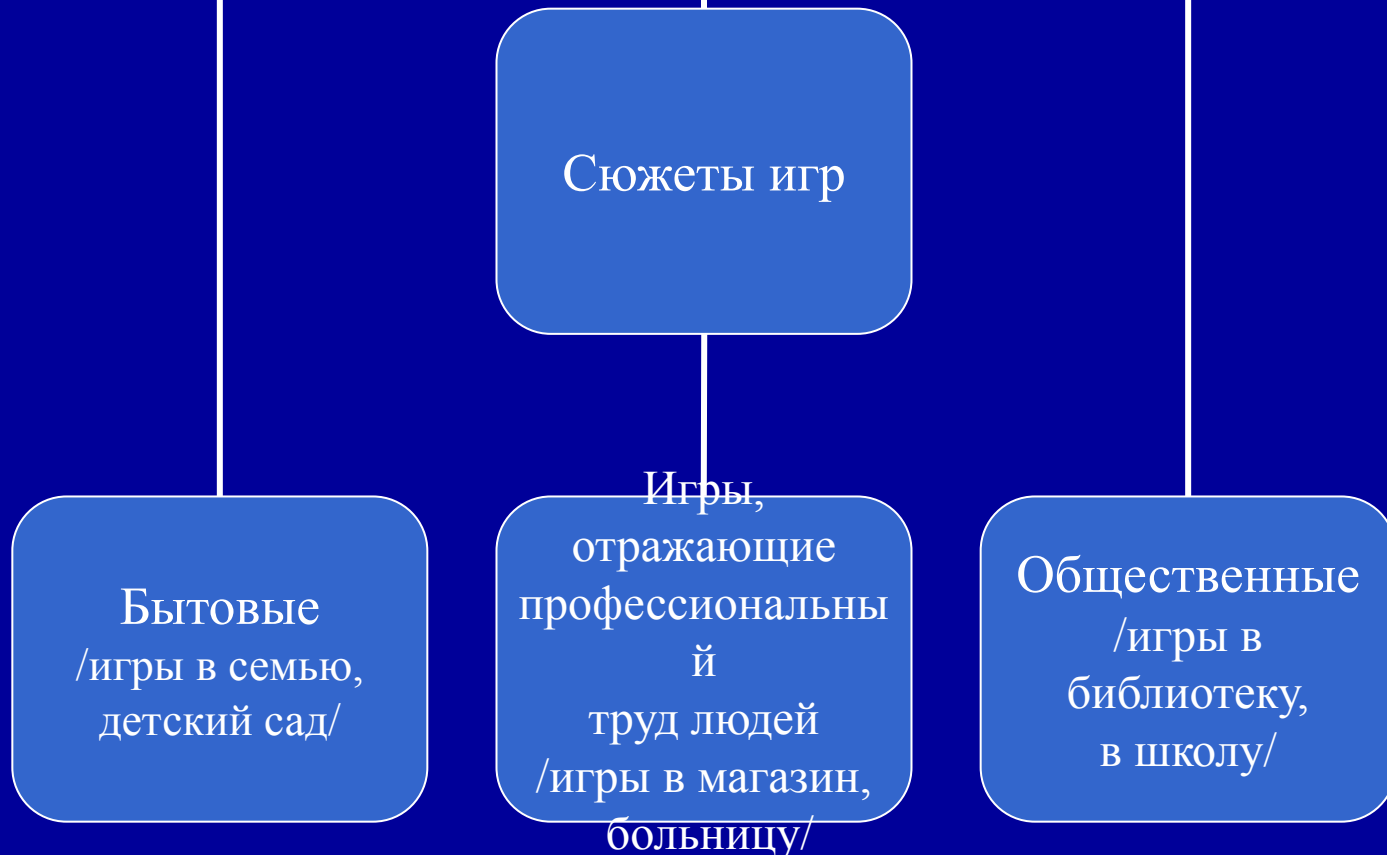 Сюжеты игр
Бытовые
/игры в семью,
детский сад/
Игры,
отражающие
профессиональны
й
труд людей
/игры в магазин,
больницу/
Общественные
/игры в
библиотеку,
в школу/